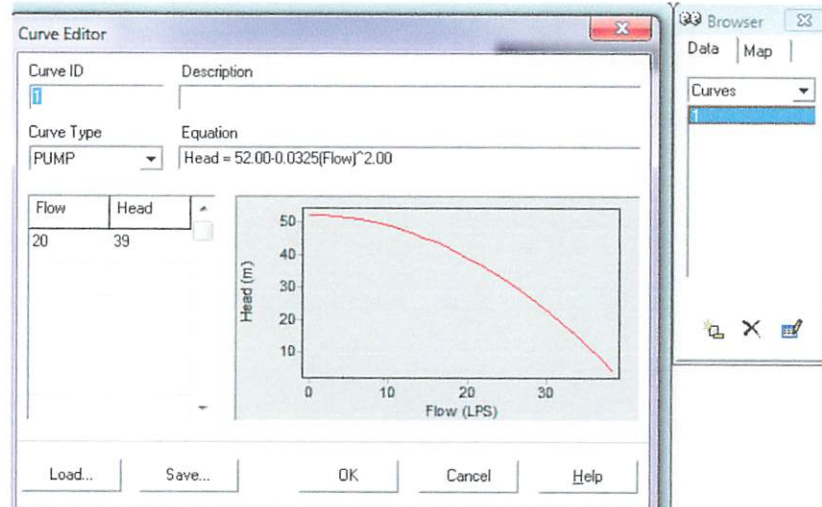 Curve Editor
Curve ID
Description
1
Curve Type
Equation
PUMP
Head = 52.00-0.0325(Flow)^2.00
Flow
Head
20
39
50
40
30
20
10
Head (m)
0
10
20
30
Flow (LPS)
Load...
Save...
OK
Cancel
Help
Browser
Data
Map
Curves
1